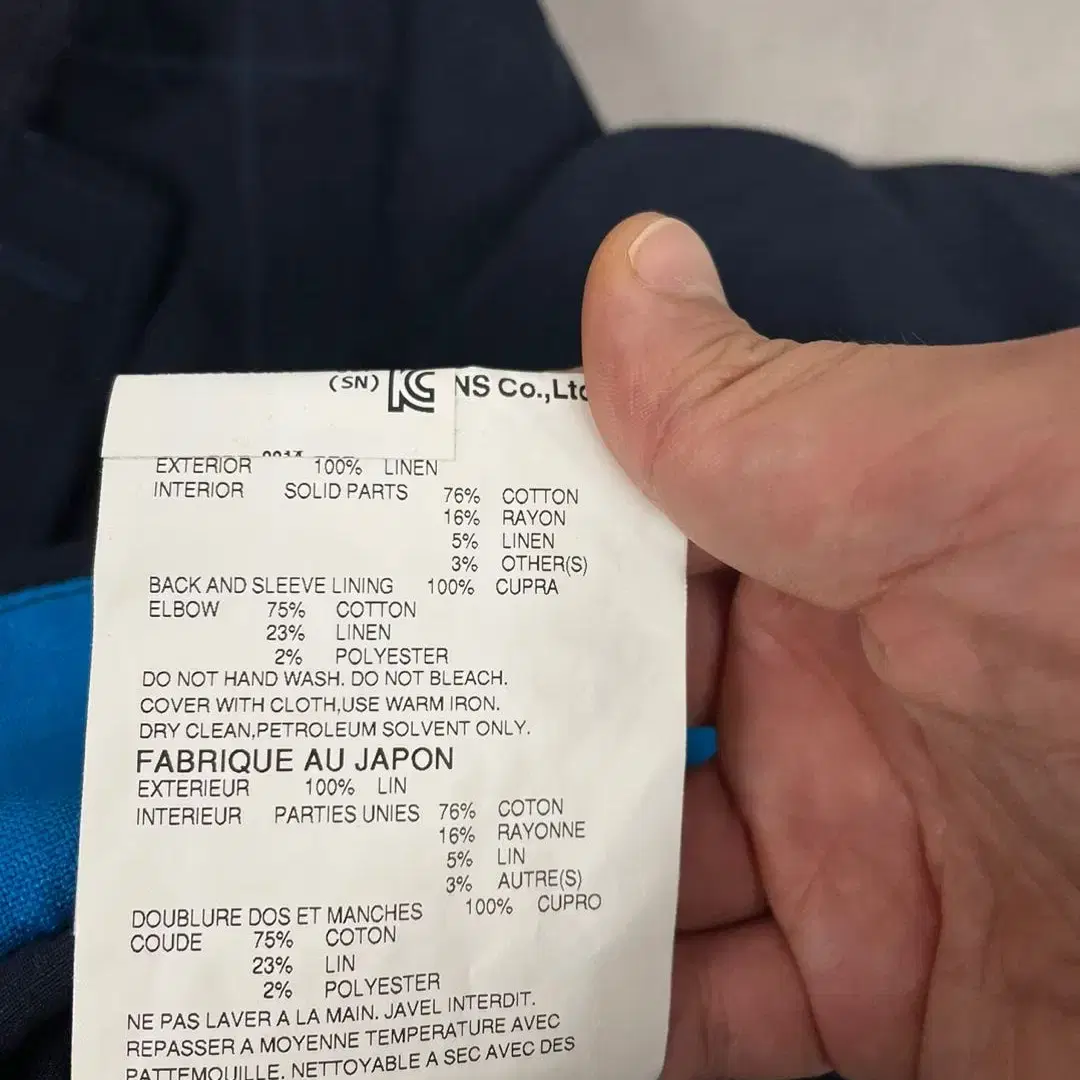 (SN) NS Co.,Ltd
EXTERIOR 100% LINEN
INTERIOR SOLID PARTS 76% COTTON
16% RAYON
5% LINEN
3% OTHER(S)
BACK AND SLEEVE LINING 100% CUPRA
ELBOW 75% COTTON
23% LINEN
2% POLYESTER
DO NOT HAND WASH. DO NOT BLEACH.
COVER WITH CLOTH,USE WARM IRON.
DRY CLEAN,PETROLEUM SOLVENT ONLY.
FABRIQUE AU JAPON
EXTERIEUR 100% LIN
INTERIEUR PARTIES UNIES 76% COTON
16% RAYONNE
5% LIN
3% AUTRE(S)
DOUBLURE DOS ET MANCHES 100% CUPRO
COUDE 75% COTON
23% LIN
2% POLYESTER
NE PAS LAVER A LA MAIN. JAVEL INTERDIT.
REPASSER A MOYENNE TEMPERATURE AVEC
PATTEMOUILLE. NETTOYABLE A SEC AVEC DES